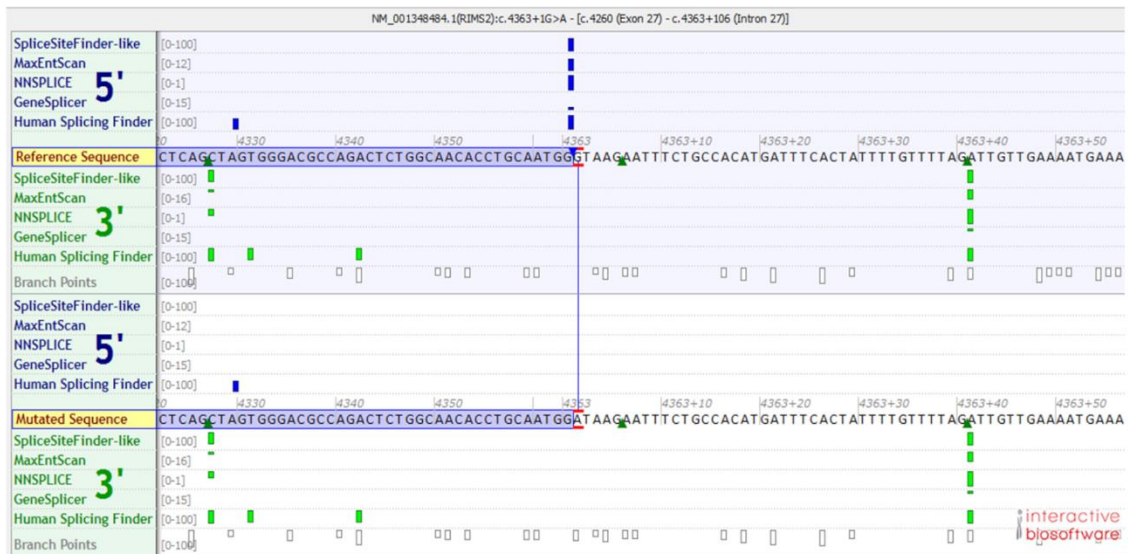 NM_001348484.1(RIMS2):c.4363+1G>A - [c.4260 (Exon 27) - c.4363+106 (Intron 27)]
SpliceSiteFinder-like [0-100]
MaxEntScan [0-12]
NNSPLICE 5' [0-1]
GeneSplicer [0-15]
Human Splicing Finder [0-100]
20 4330 4340 4350 4363 4363+10 4363+20 4363+30 4363+40 4363+50
Reference Sequence CTCAGCTAGTGGGACGCCAGACTCTGGCAACACCTGCAATGGGTAAGAATTTCTGCCACATGATTTCACTATTTTGTTTTAGATTGTTGAAAATGAAA
SpliceSiteFinder-like [0-100]
MaxEntScan [0-16]
NNSPLICE 3' [0-1]
GeneSplicer [0-15]
Human Splicing Finder [0-100]
Branch Points [0-100]
SpliceSiteFinder-like [0-100]
MaxEntScan [0-12]
NNSPLICE 5' [0-1]
GeneSplicer [0-15]
Human Splicing Finder [0-100]
20 4330 4340 4350 4363 4363+10 4363+20 4363+30 4363+40 4363+50
Mutated Sequence CTCAGCTAGTGGGACGCCAGACTCTGGCAACACCTGCAATGGATAAGAATTTCTGCCACATGATTTCACTATTTTGTTTTAGATTGTTGAAAATGAAA
SpliceSiteFinder-like [0-100]
MaxEntScan [0-16]
NNSPLICE 3' [0-1]
GeneSplicer [0-15]
Human Splicing Finder [0-100]
Branch Points [0-100]
interactive
biosoftware